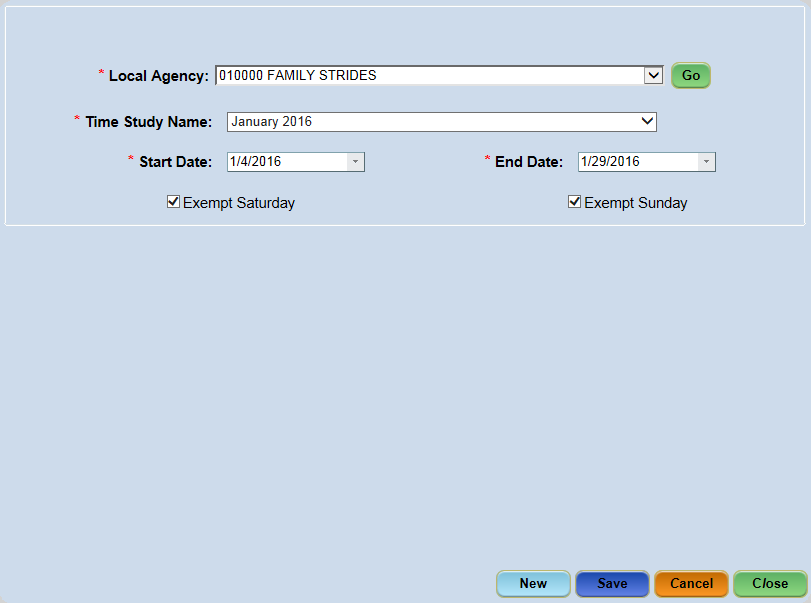 * Local Agency: 010000 FAMILY STRIDES Go
* Time Study Name: January 2016
* Start Date: 1/4/2016 * End Date: 1/29/2016
Exempt Saturday Exempt Sunday
New Save Cancel Close